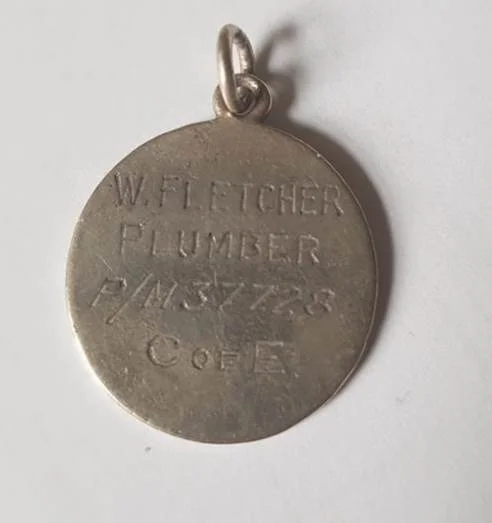 W. FLETCHER
PLUMBER
P/M 37728
C OF E